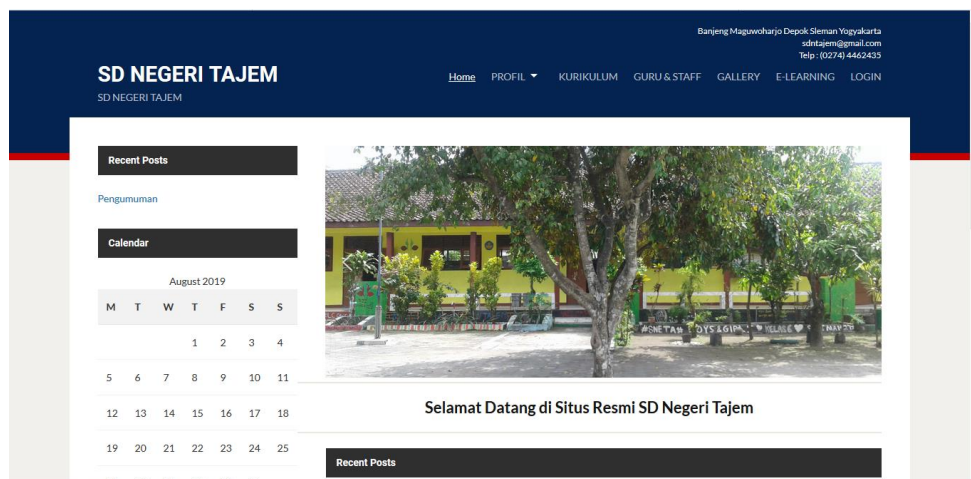 Banjeng Maguwoharjo Depok Sleman Yogyakarta
sdntajem@gmail.com
Telp : (0274) 4462435
SD NEGERI TAJEM
SD NEGERI TAJEM
Home PROFIL KURIKULUM GURU & STAFF GALLERY E-LEARNING LOGIN
Recent Posts
Pengumuman
Calendar
August 2019
M T W T F S S
1 2 3 4
5 6 7 8 9 10 11
12 13 14 15 16 17 18
19 20 21 22 23 24 25
KELAS 6
Selamat Datang di Situs Resmi SD Negeri Tajem
Recent Posts